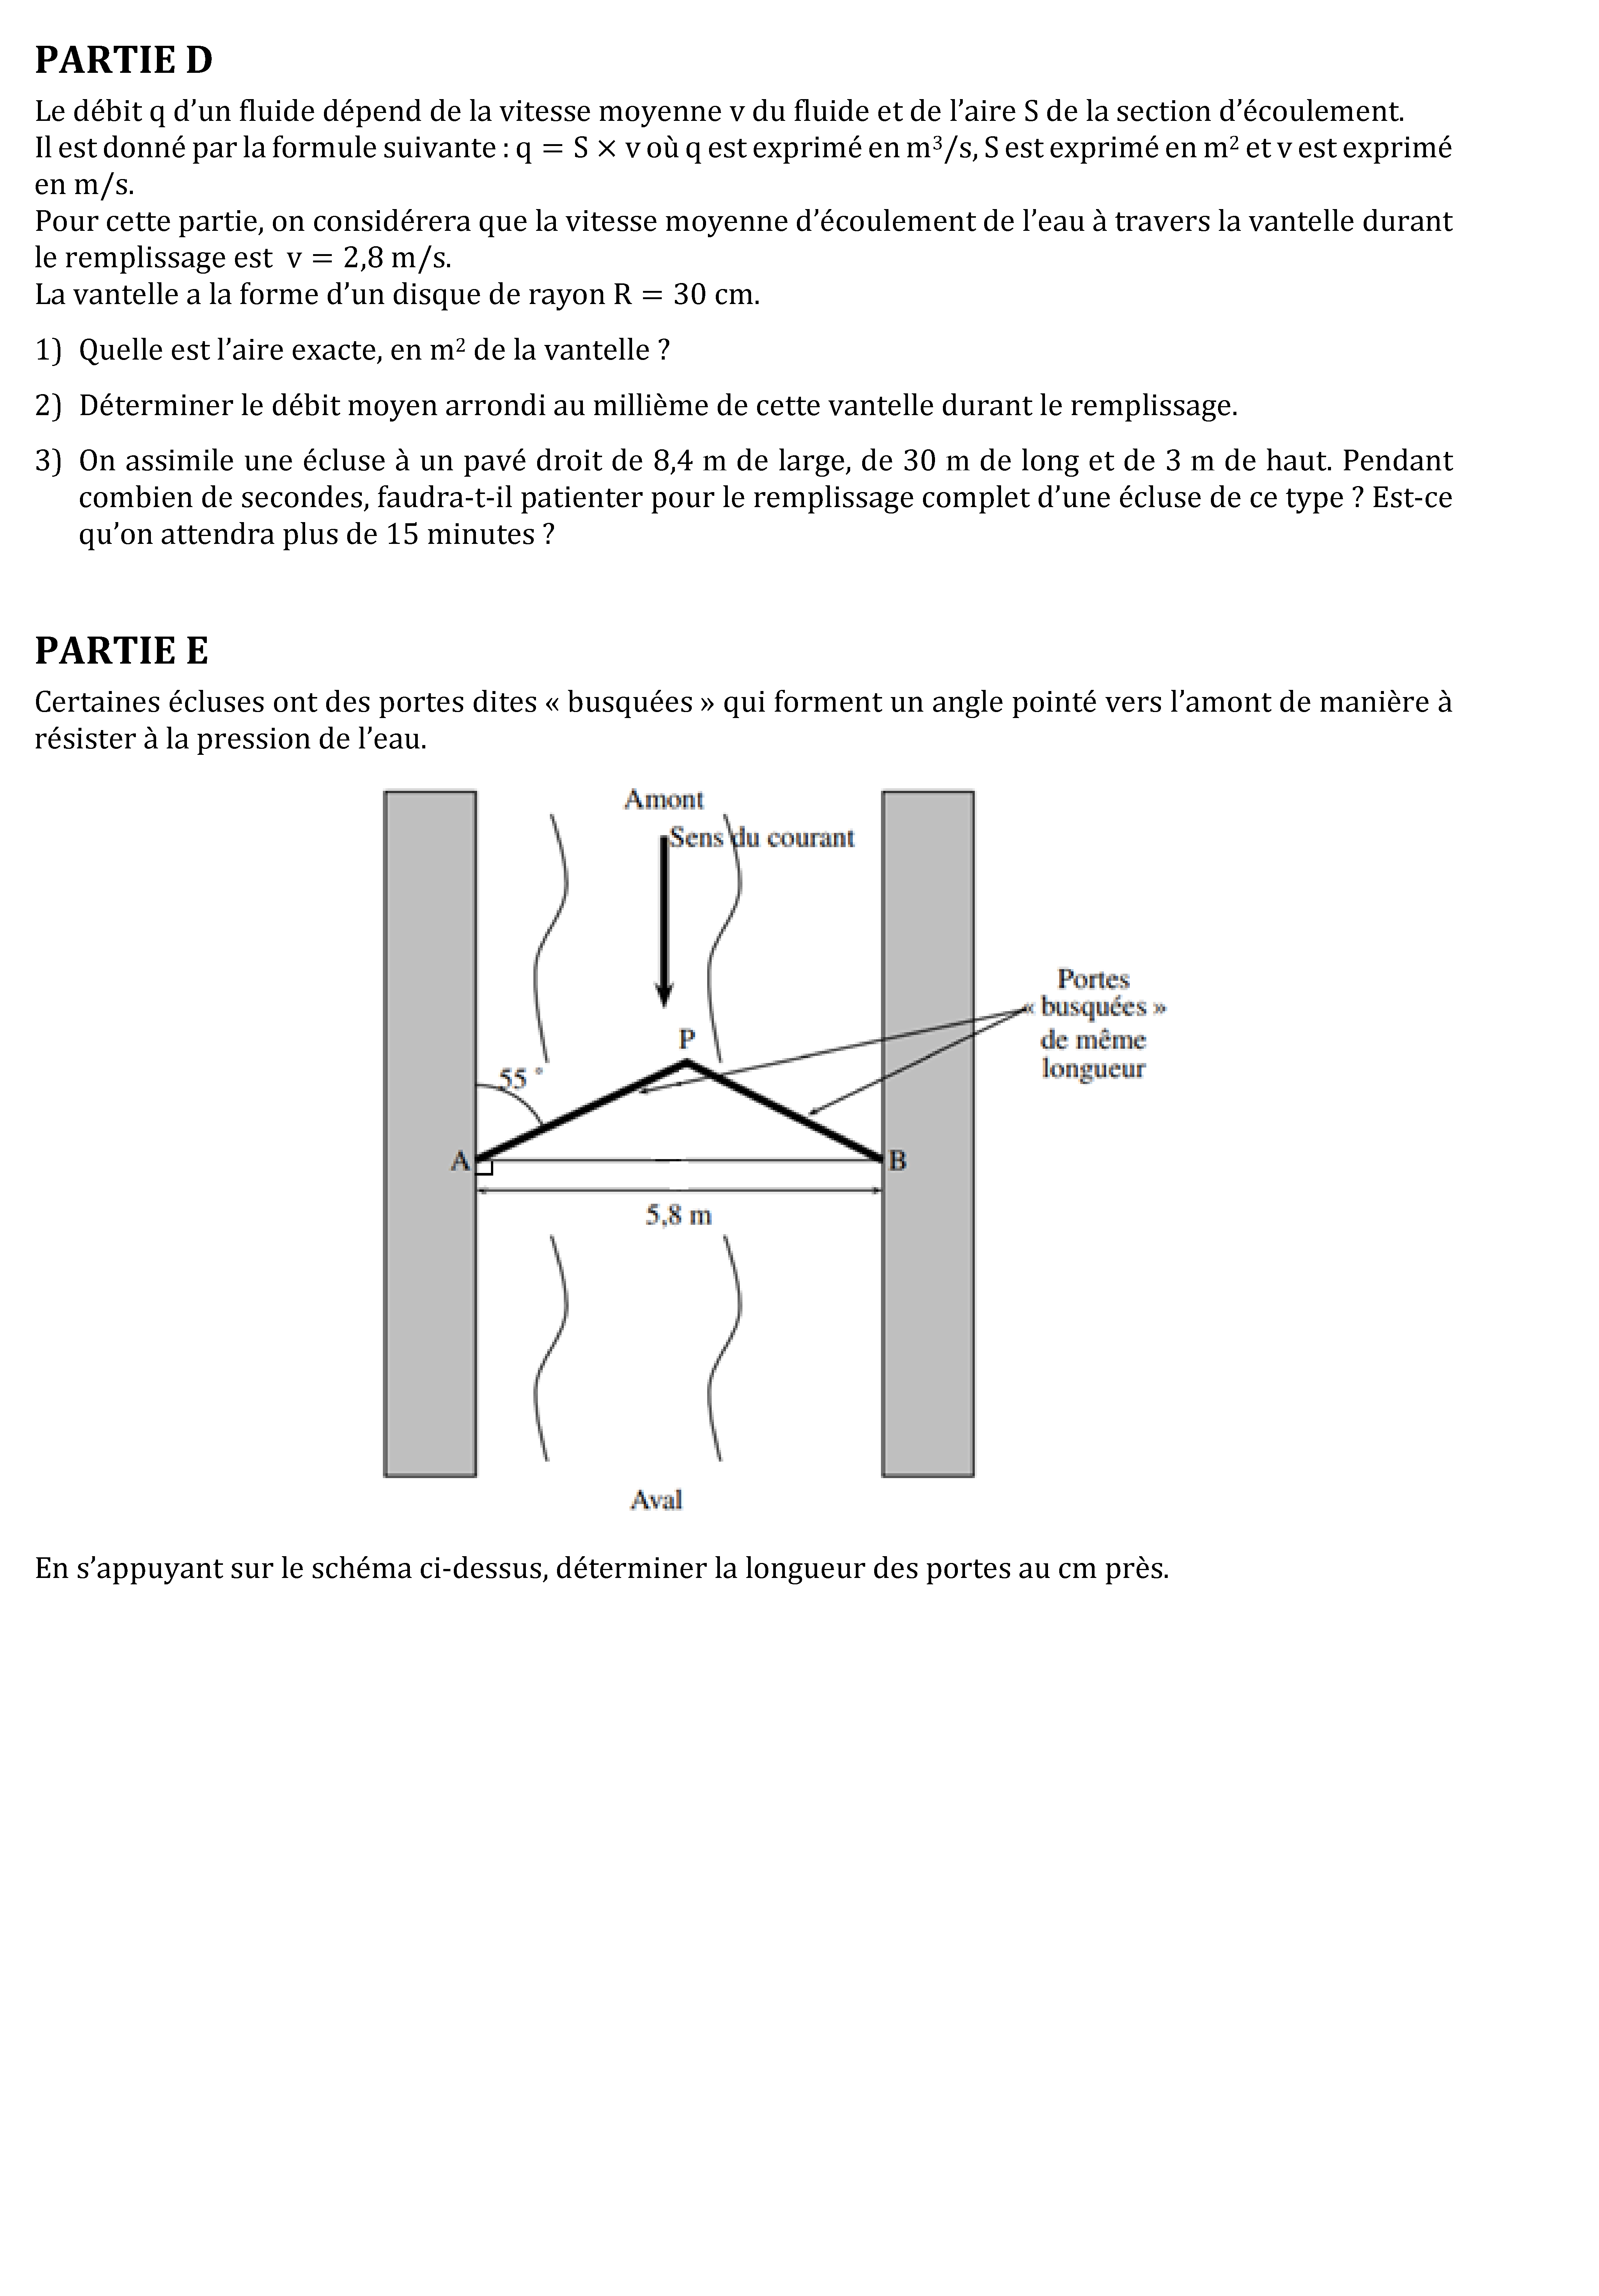 PARTIE D
Le débit q d’un fluide dépend de la vitesse moyenne v du fluide et de l’aire S de la section d’écoulement.
Il est donné par la formule suivante : q = S × v où q est exprimé en m³/s, S est exprimé en m² et v est exprimé
en m/s.
Pour cette partie, on considérera que la vitesse moyenne d’écoulement de l’eau à travers la vantelle durant
le remplissage est v = 2,8 m/s.
La vantelle a la forme d’un disque de rayon R = 30 cm.
1) Quelle est l’aire exacte, en m² de la vantelle ?
2) Déterminer le débit moyen arrondi au millième de cette vantelle durant le remplissage.
3) On assimile une écluse à un pavé droit de 8,4 m de large, de 30 m de long et de 3 m de haut. Pendant
combien de secondes, faudra-t-il patienter pour le remplissage complet d’une écluse de ce type ? Est-ce
qu’on attendra plus de 15 minutes ?
PARTIE E
Certaines écluses ont des portes dites « busquées » qui forment un angle pointé vers l’amont de manière à
résister à la pression de l’eau.
Amont
Sens du courant
Portes
« busquées »
de même
longueur
P
55 °
A
B
5,8 m
Aval
En s’appuyant sur le schéma ci-dessus, déterminer la longueur des portes au cm près.